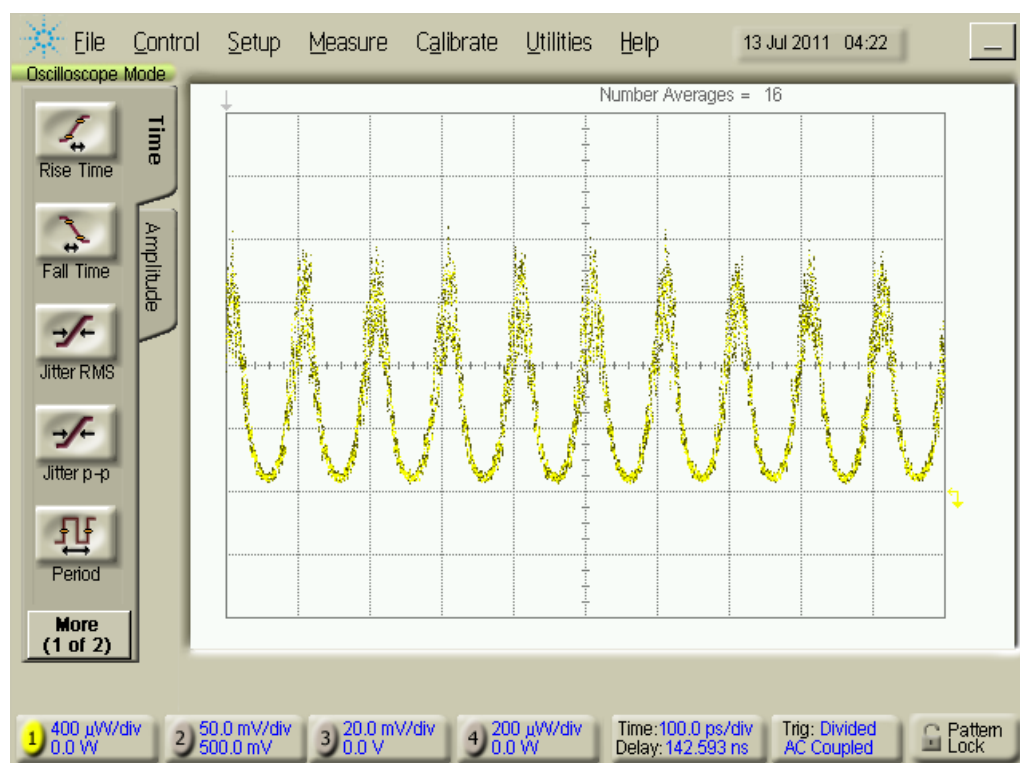 File Control Setup Measure Calibrate Utilities Help 13 Jul 2011 04:22
Oscilloscope Mode
Number Averages = 16
Time
Rise Time
Amplitude
Fall Time
Jitter RMS
Jitter p-p
Period
More
(1 of 2)
1 400 µW/div
0.0 W
2 50.0 mV/div
500.0 mV
3 20.0 mV/div
0.0 V
4 200 µW/div
0.0 W
Time:100.0 ps/div
Delay:142.593 ns
Trig: Divided
AC Coupled
Pattern
Lock